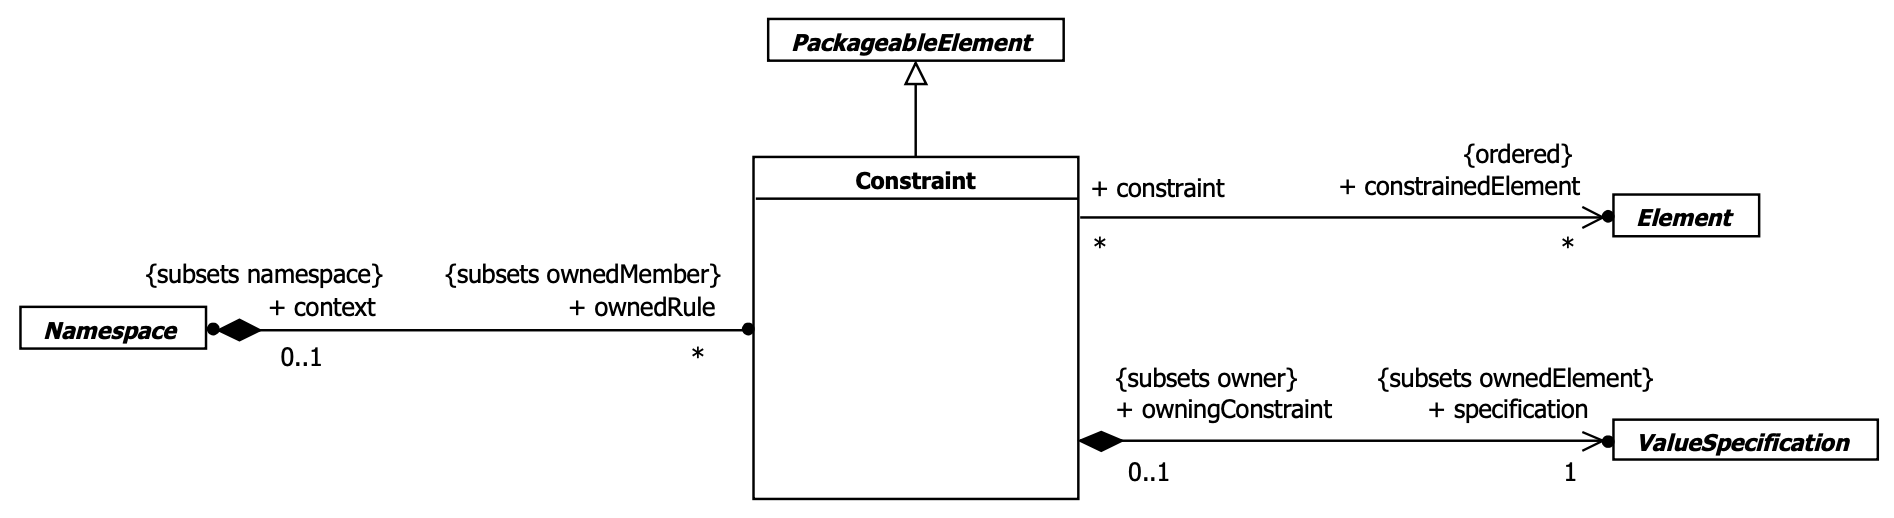 PackageableElement
Constraint
{ordered}
+ constraint
+ constrainedElement
Element
*
*
{subsets namespace}
{subsets ownedMember}
+ context
+ ownedRule
Namespace
0..1
*
{subsets owner}
{subsets ownedElement}
+ owningConstraint
+ specification
ValueSpecification
0..1
1